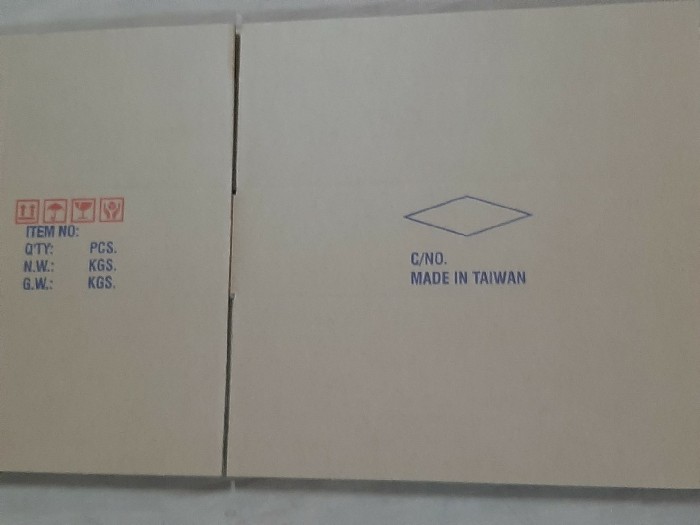 ITEM NO:
Q'TY: PCS.
N.W.: KGS.
G.W.: KGS.
C/NO.
MADE IN TAIWAN